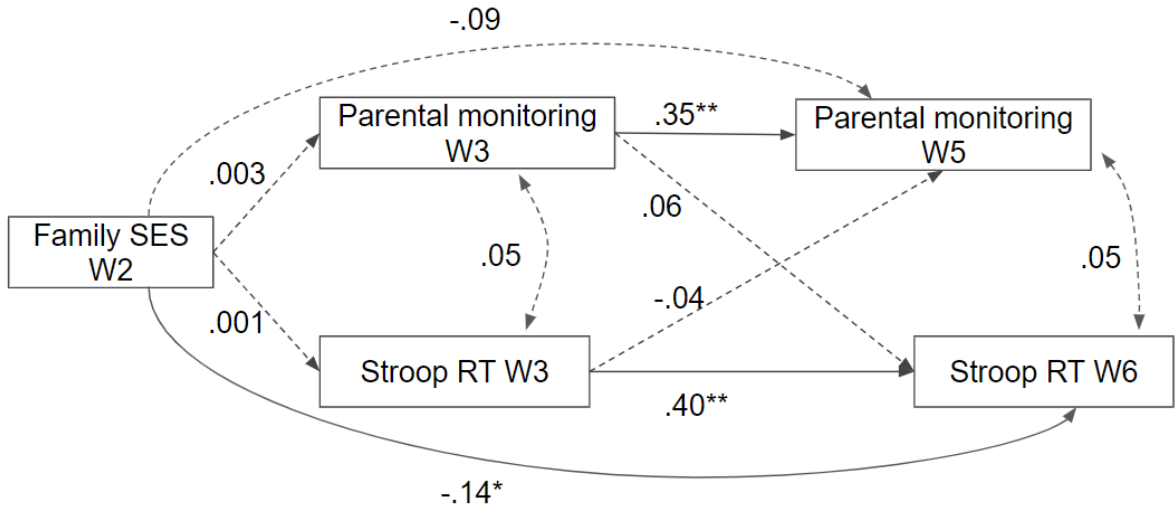 -.09
Parental monitoring
W3
.35**
Parental monitoring
W5
.003
.06
Family SES
W2
.05
.05
-.04
.001
Stroop RT W3
Stroop RT W6
.40**
-.14*